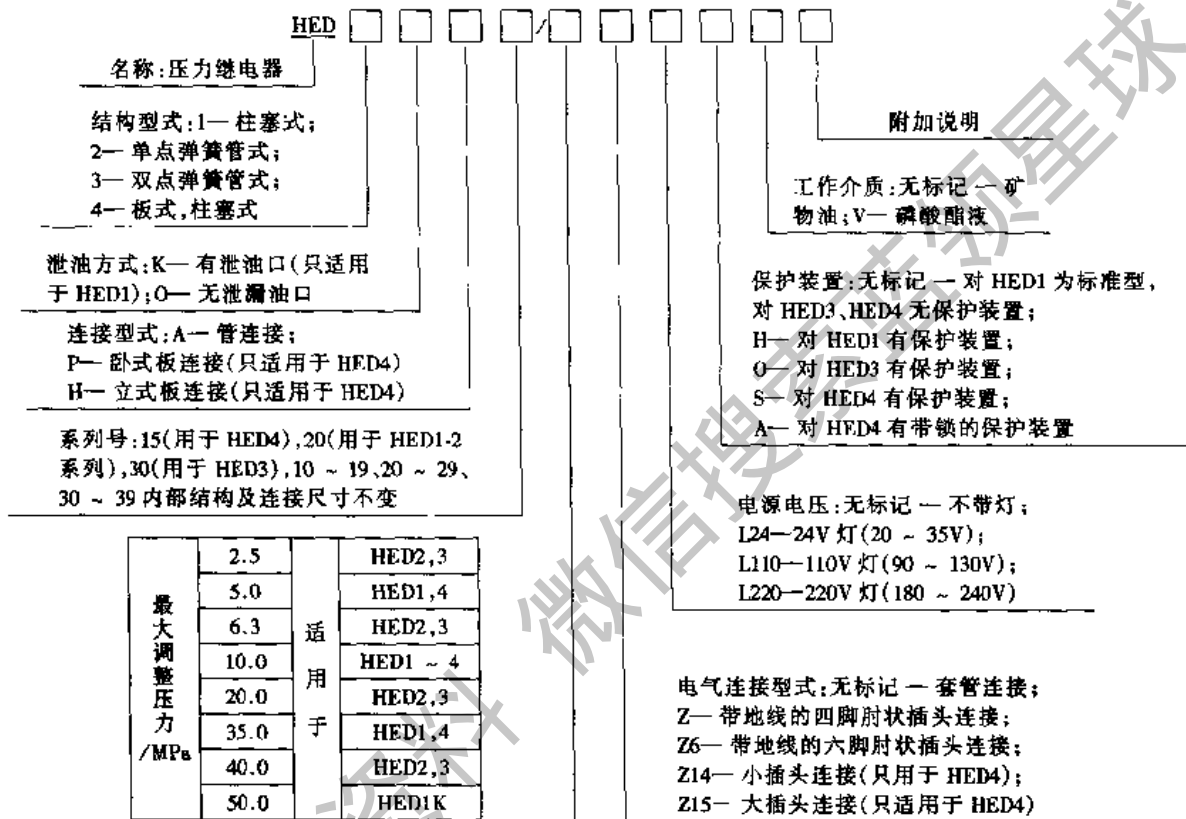 HED □ □ □ □/□ □ □ □ □ □
名称:压力继电器
结构型式:1— 柱塞式;
2— 单点弹簧管式;
3— 双点弹簧管式;
4— 板式,柱塞式
泄油方式:K— 有泄油口(只适用
于 HED1);O— 无泄漏油口
连接型式:A— 管连接;
P— 卧式板连接(只适用于 HED4)
H— 立式板连接(只适用于 HED4)
系列号:15(用于 HED4),20(用于 HED1-2
系列),30(用于 HED3),10 ~ 19、20 ~ 29、
30 ~ 39 内部结构及连接尺寸不变
最大调整压力/MPa
适用于
2.5 HED2,3
5.0 HED1,4
6.3 HED2,3
10.0 HED1 ~ 4
20.0 HED2,3
35.0 HED1,4
40.0 HED2,3
50.0 HED1K
附加说明
工作介质:无标记 — 矿
物油;V— 磷酸酯液
保护装置:无标记 — 对 HED1 为标准型,
对 HED3、HED4 无保护装置;
H— 对 HED1 有保护装置;
O— 对 HED3 有保护装置;
S— 对 HED4 有保护装置;
A— 对 HED4 有带锁的保护装置
电源电压:无标记 — 不带灯;
L24—24V 灯(20 ~ 35V);
L110—110V 灯(90 ~ 130V);
L220—220V 灯(180 ~ 240V)
电气连接型式:无标记 — 套管连接;
Z— 带地线的四脚肘状插头连接;
Z6— 带地线的六脚肘状插头连接;
Z14— 小插头连接(只用于 HED4);
Z15— 大插头连接(只适用于 HED4)
微信搜索蓝领星球
资料